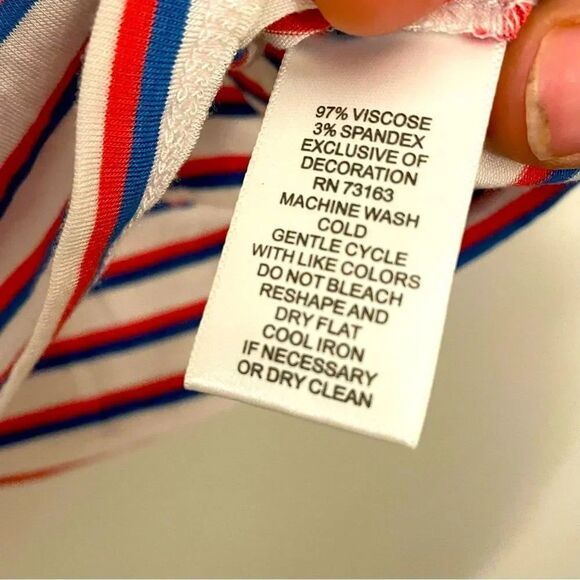 97% VISCOSE
3% SPANDEX
EXCLUSIVE OF
DECORATION
RN 73163
MACHINE WASH
COLD
GENTLE CYCLE
WITH LIKE COLORS
DO NOT BLEACH
RESHAPE AND
DRY FLAT
COOL IRON
IF NECESSARY
OR DRY CLEAN